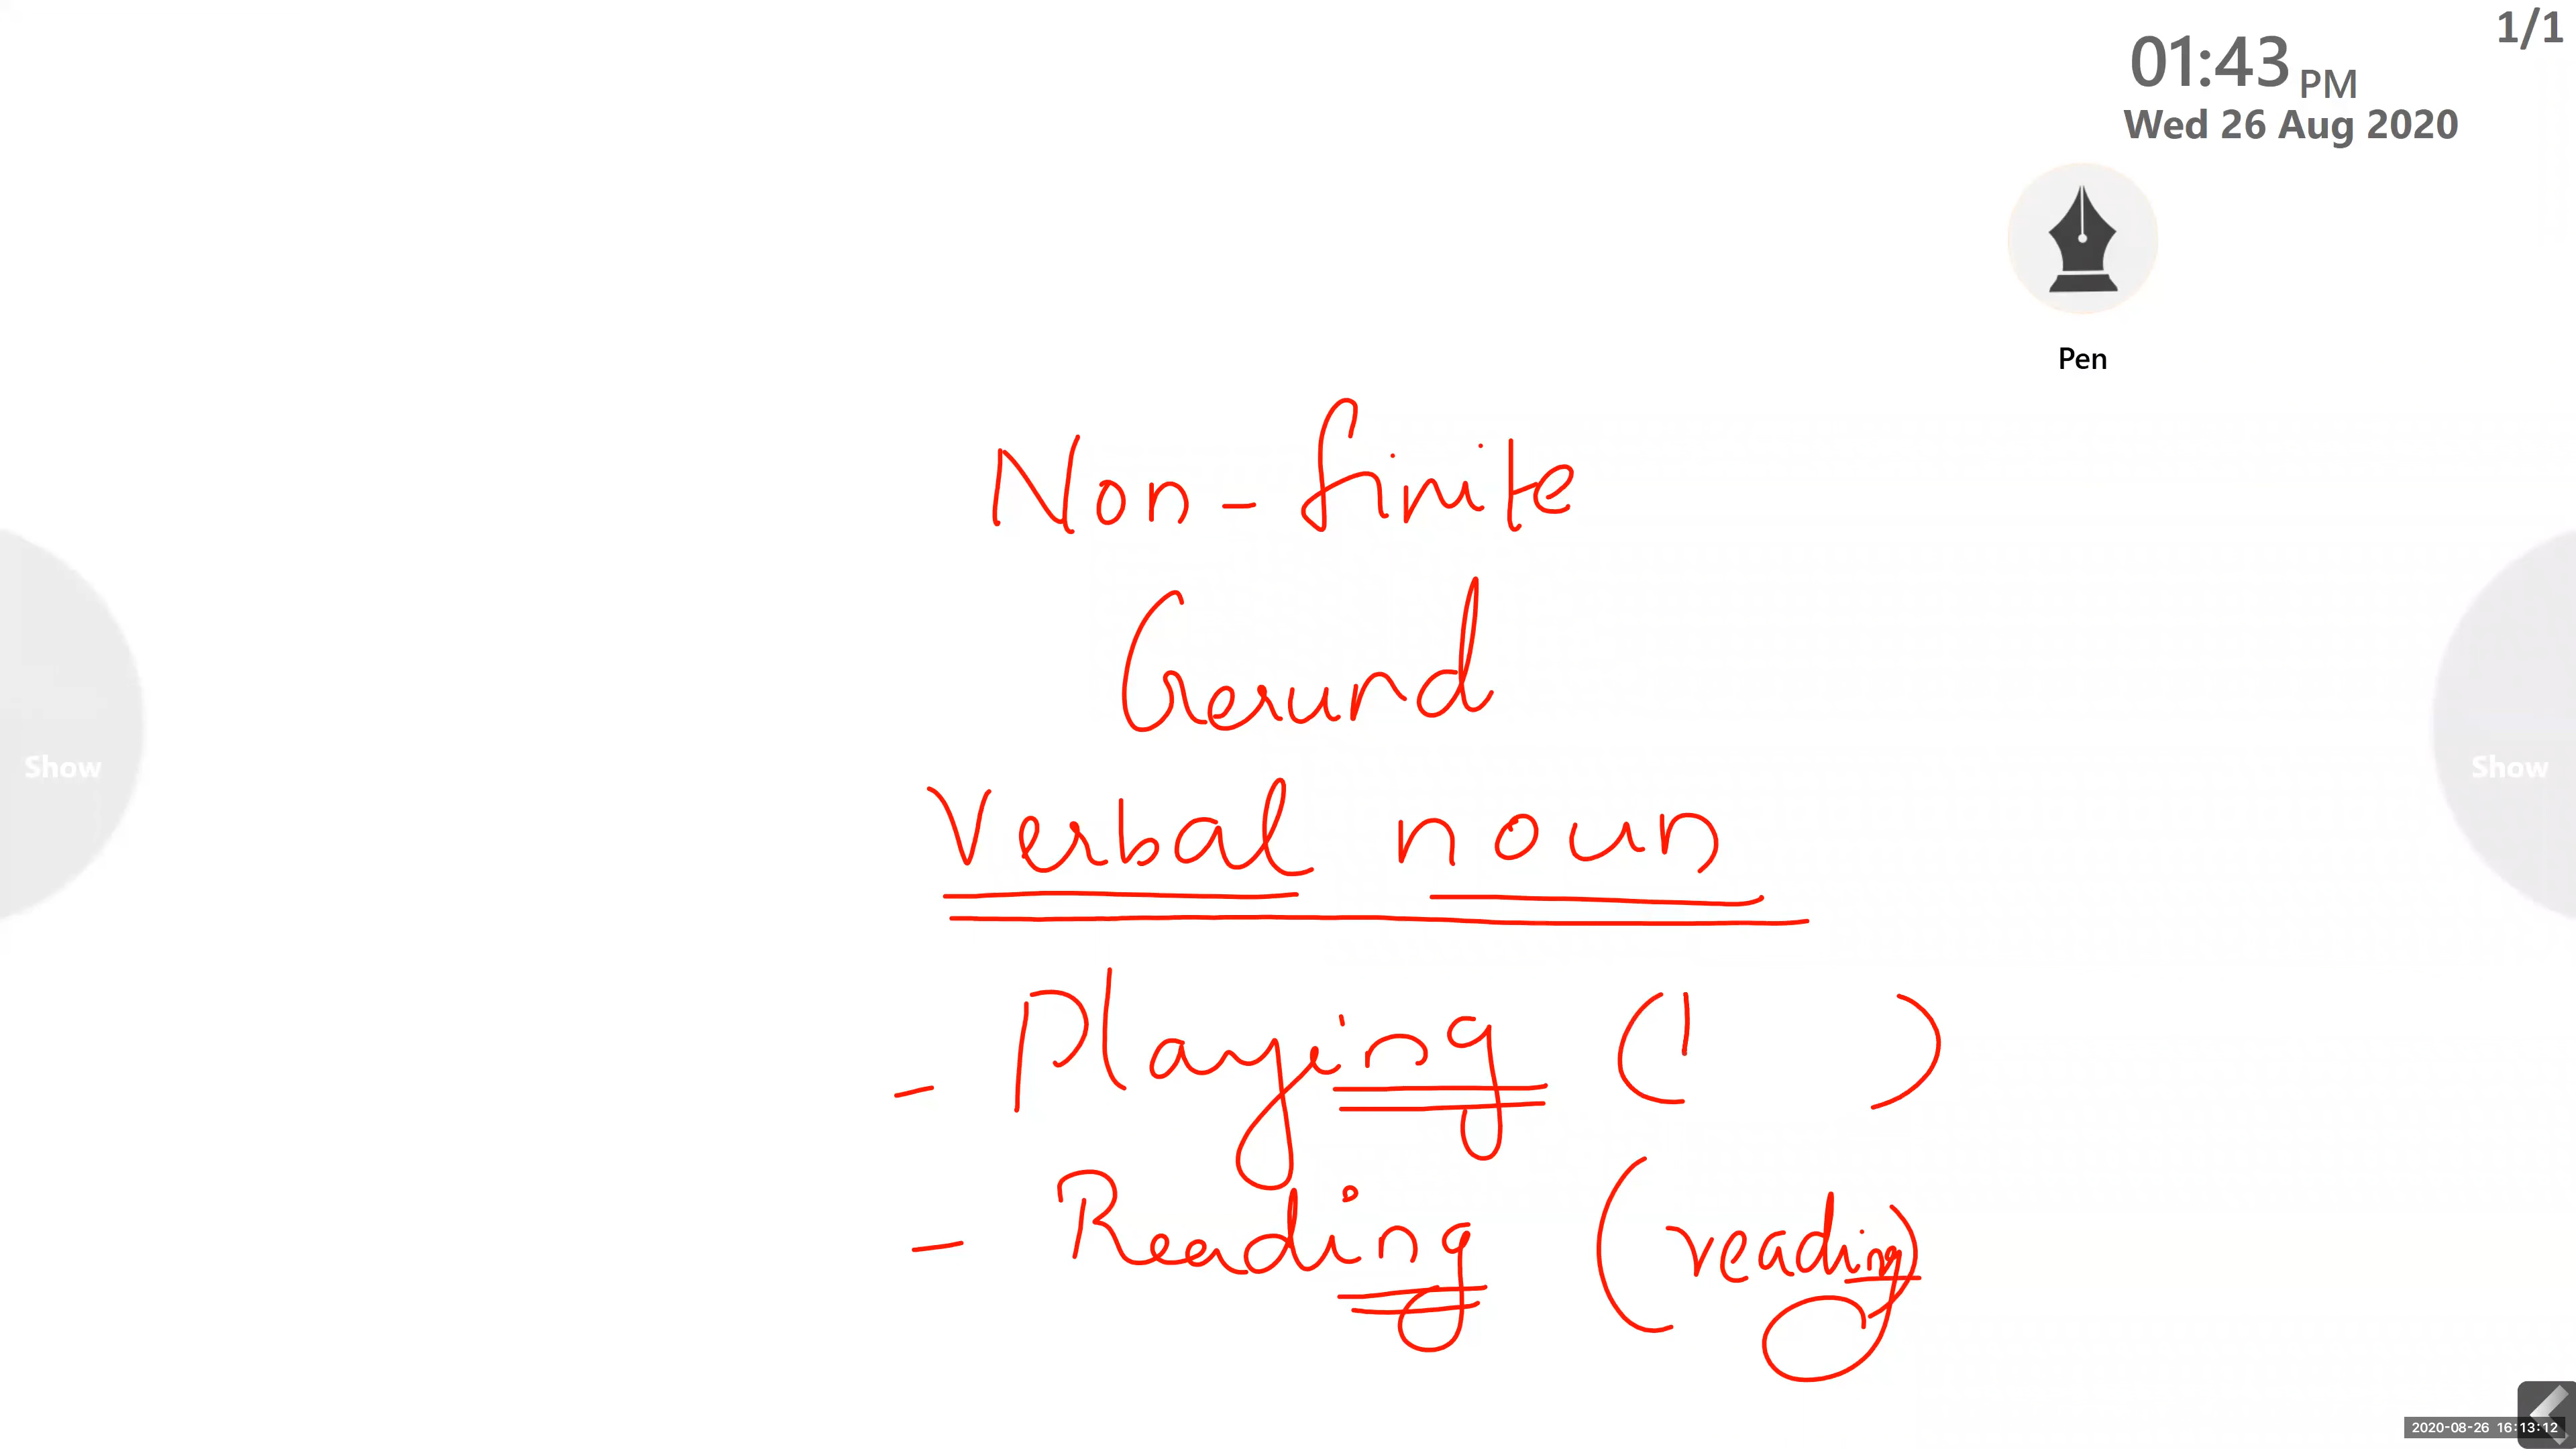 1/1
01:43 PM
Wed 26 Aug 2020
Pen
Non-finite
Gerund
Show
Show
Verbal noun
- Playing ( )
- Reading (reading)
2020-08-26 16:13:12